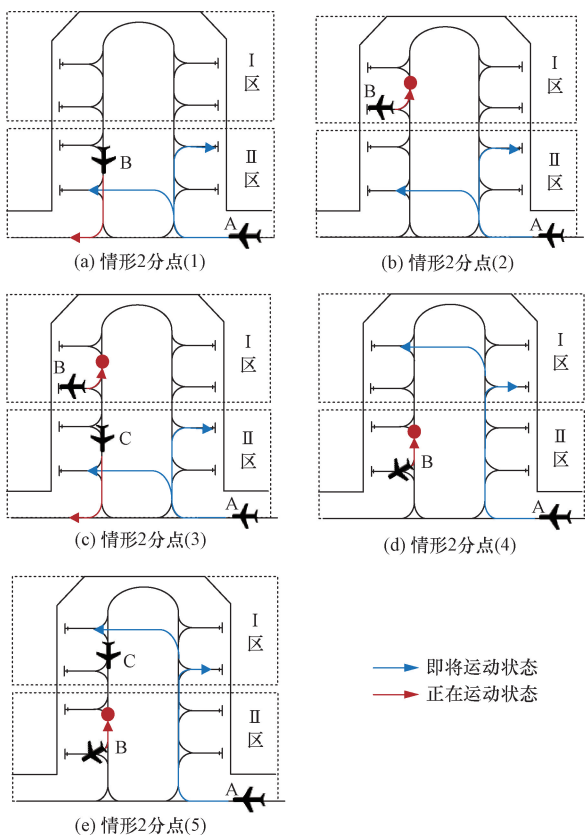 I
区
B
II
区
A
(a) 情形2分点(1)
I
区
B
II
区
A
(b) 情形2分点(2)
I
区
B
C
II
区
A
(c) 情形2分点(3)
I
区
II
区
B
A
(d) 情形2分点(4)
I
区
C
II
区
B
A
(e) 情形2分点(5)
即将运动状态
正在运动状态